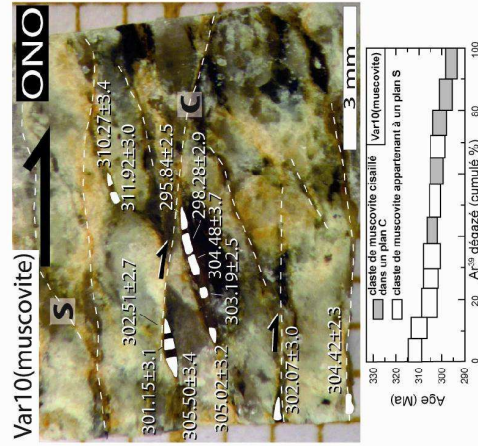 Var10(muscovite)
ONO
S
C
310.27±3.4
311.92±3.0
302.51±2.7
301.15±3.1
295.84±2.5
298.28±2.9
304.48±3.7
303.19±2.5
305.50±3.4
305.02±3.2
302.07±3.0
304.42±2.3
3 mm
claste de muscovite cisaillé
dans un plan C
claste de muscovite appartenant à un plan S
Var10(muscovite)
Age (Ma)
330
320
310
300
290
0
20
40
60
80
100
Ar³⁹ dégazé (cumulé %)